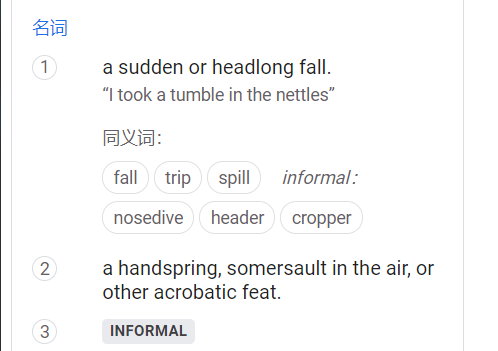 名词
1 a sudden or headlong fall.
“I took a tumble in the nettles”
同义词：
fall trip spill informal：
nosedive header cropper
2 a handspring, somersault in the air, or
other acrobatic feat.
3 INFORMAL